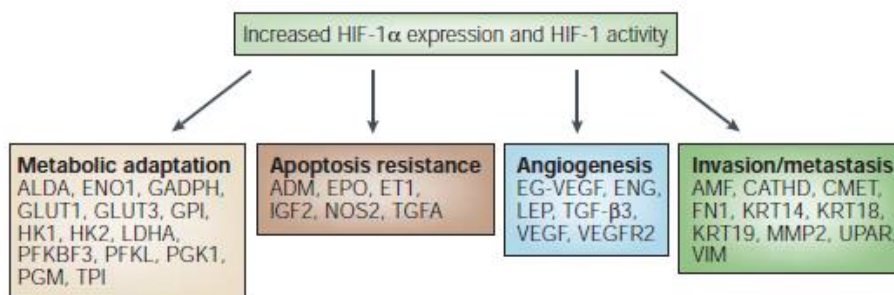 Increased HIF-1α expression and HIF-1 activity
Metabolic adaptation
ALDA, ENO1, GADPH,
GLUT1, GLUT3, GPI,
HK1, HK2, LDHA,
PFKBF3, PFKL, PGK1,
PGM, TPI
Apoptosis resistance
ADM, EPO, ET1,
IGF2, NOS2, TGFA
Angiogenesis
EG-VEGF, ENG,
LEP, TGF-β3,
VEGF, VEGFR2
Invasion/metastasis
AMF, CATHD, CMET,
FN1, KRT14, KRT18,
KRT19, MMP2, UPAR,
VIM